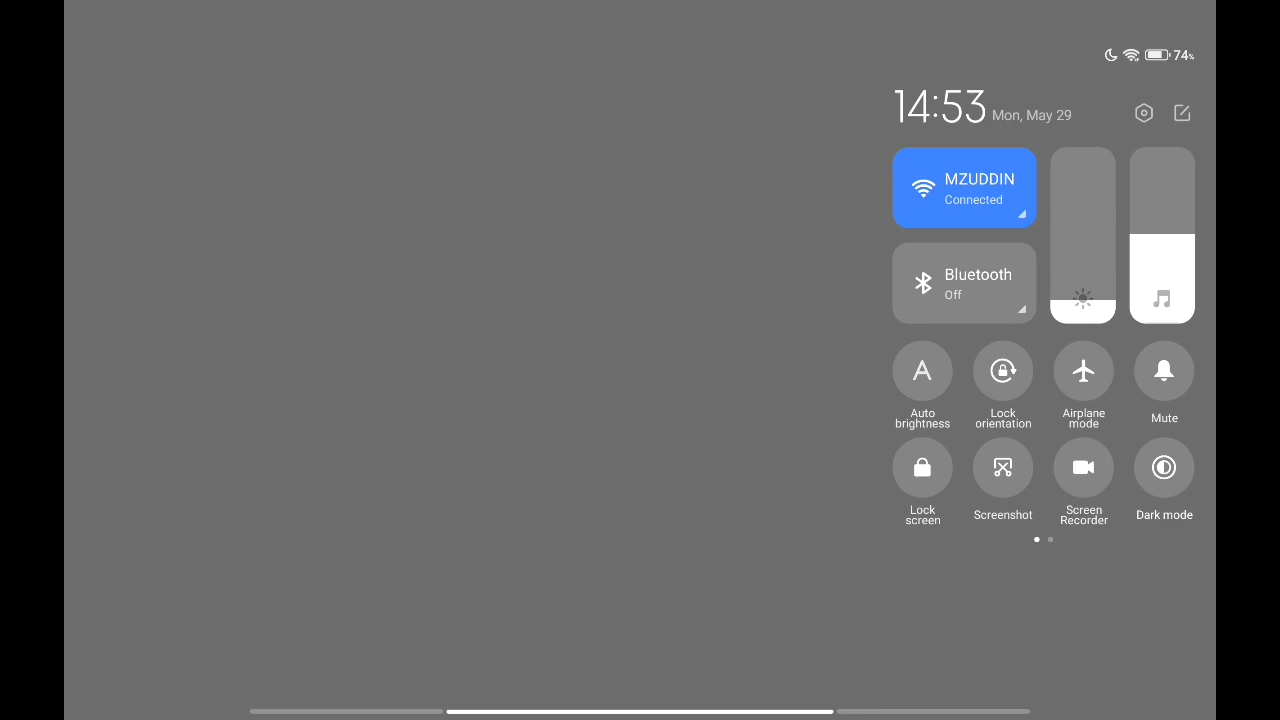 74%
14:53 Mon, May 29
MZUDDIN
Connected
Bluetooth
Off
Auto
brightness
Lock
orientation
Airplane
mode
Mute
Lock
screen
Screenshot
Screen
Recorder
Dark mode